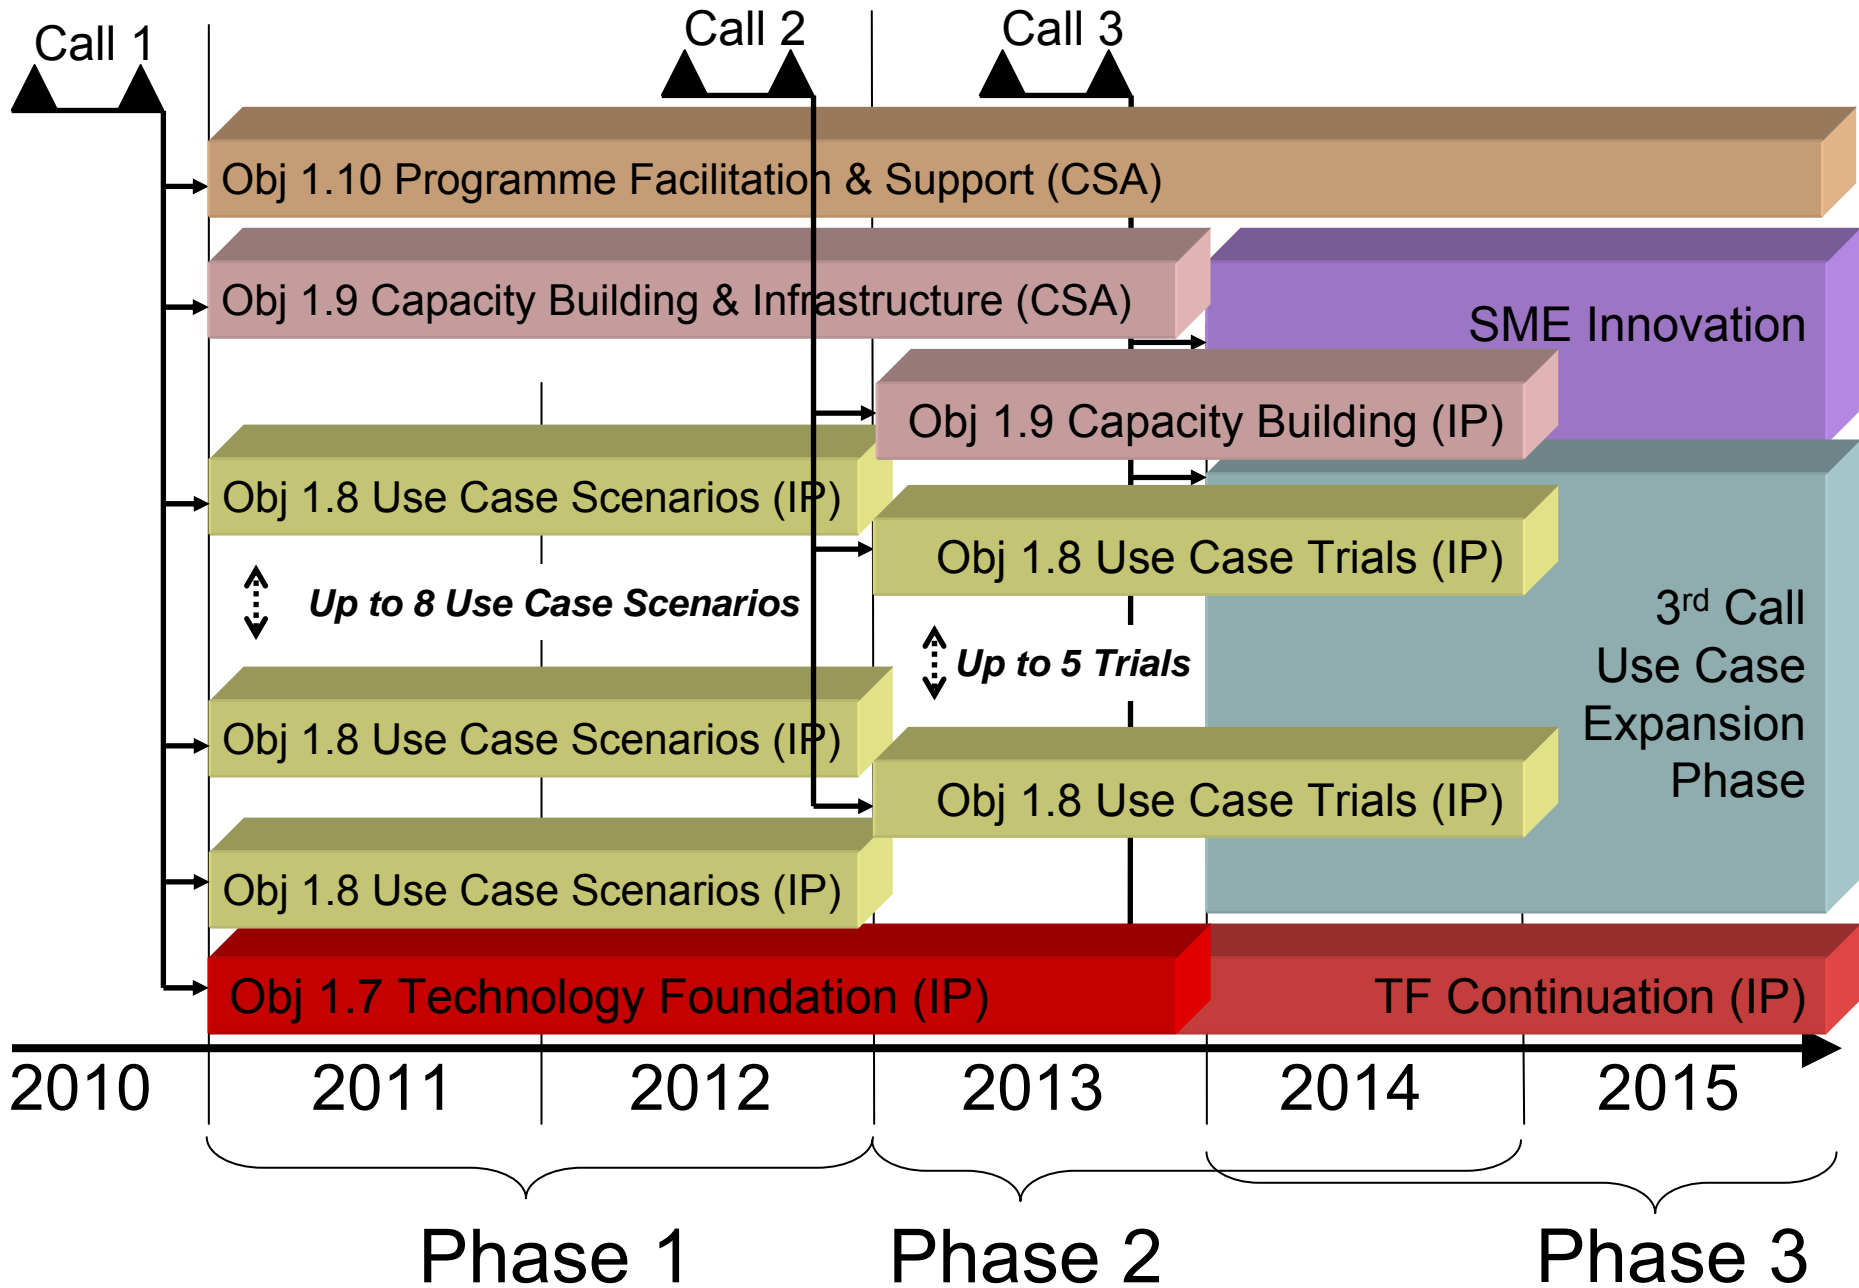 Call 1
Call 2
Call 3
Obj 1.10 Programme Facilitation & Support (CSA)
Obj 1.9 Capacity Building & Infrastructure (CSA)
SME Innovation
Obj 1.9 Capacity Building (IP)
Obj 1.8 Use Case Scenarios (IP)
Obj 1.8 Use Case Trials (IP)
Up to 8 Use Case Scenarios
Up to 5 Trials
3rd Call
Use Case
Expansion
Phase
Obj 1.8 Use Case Scenarios (IP)
Obj 1.8 Use Case Trials (IP)
Obj 1.8 Use Case Scenarios (IP)
Obj 1.7 Technology Foundation (IP)
TF Continuation (IP)
2010 2011 2012 2013 2014 2015
Phase 1 Phase 2 Phase 3